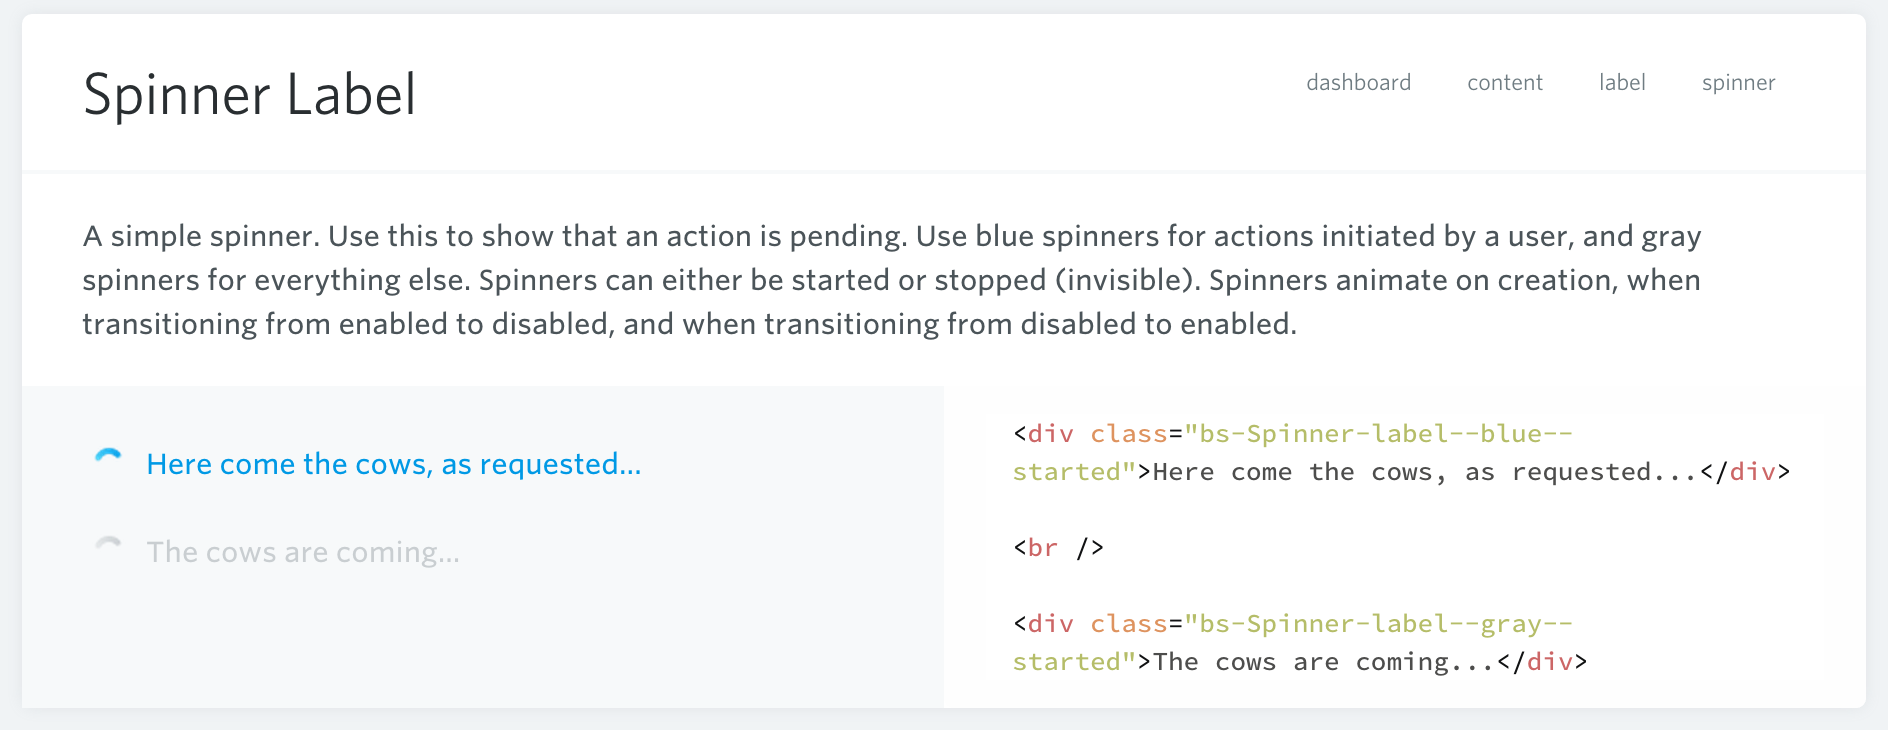 Spinner Label
dashboard content label spinner
A simple spinner. Use this to show that an action is pending. Use blue spinners for actions initiated by a user, and gray
spinners for everything else. Spinners can either be started or stopped (invisible). Spinners animate on creation, when
transitioning from enabled to disabled, and when transitioning from disabled to enabled.
Here come the cows, as requested...
The cows are coming...
<div class="bs-Spinner-label--blue--
started">Here come the cows, as requested...</div>
<br />
<div class="bs-Spinner-label--gray--
started">The cows are coming...</div>